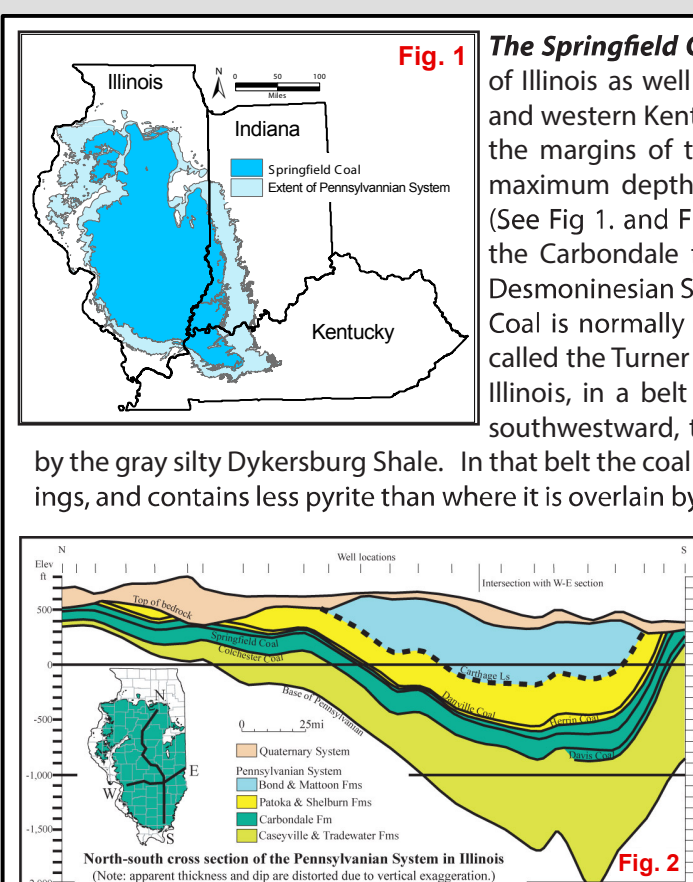 Fig. 1
Illinois
N
0 50 100
Miles
Indiana
Springfield Coal
Extent of Pennsylvannian System
Kentucky
The Springfield C
of Illinois as well
and western Kent
the margins of t
maximum depth
(See Fig 1. and F
the Carbondale
Desmoninesian S
Coal is normally
called the Turner
Illinois, in a belt
southwestward, t
by the gray silty Dykersburg Shale. In that belt the coal
ings, and contains less pyrite than where it is overlain by
N
Well locations
S
Elev
ft
Intersection with W-E section
Top of bedrock
500
Springfield Coal
Colchester Coal
0
Carthage Ls
Base of Pennsylvanian
Danville Coal
Herrin Coal
-500
Davis Coal
N
E
W
S
0 25mi
Quaternary System
Pennsylvanian System
Bond & Mattoon Fms
Patoka & Shelburn Fms
Carbondale Fm
Caseyville & Tradewater Fms
-1,000
-1,500
North-south cross section of the Pennsylvanian System in Illinois
Fig. 2
(Note: apparent thickness and dip are distorted due to vertical exaggeration.)